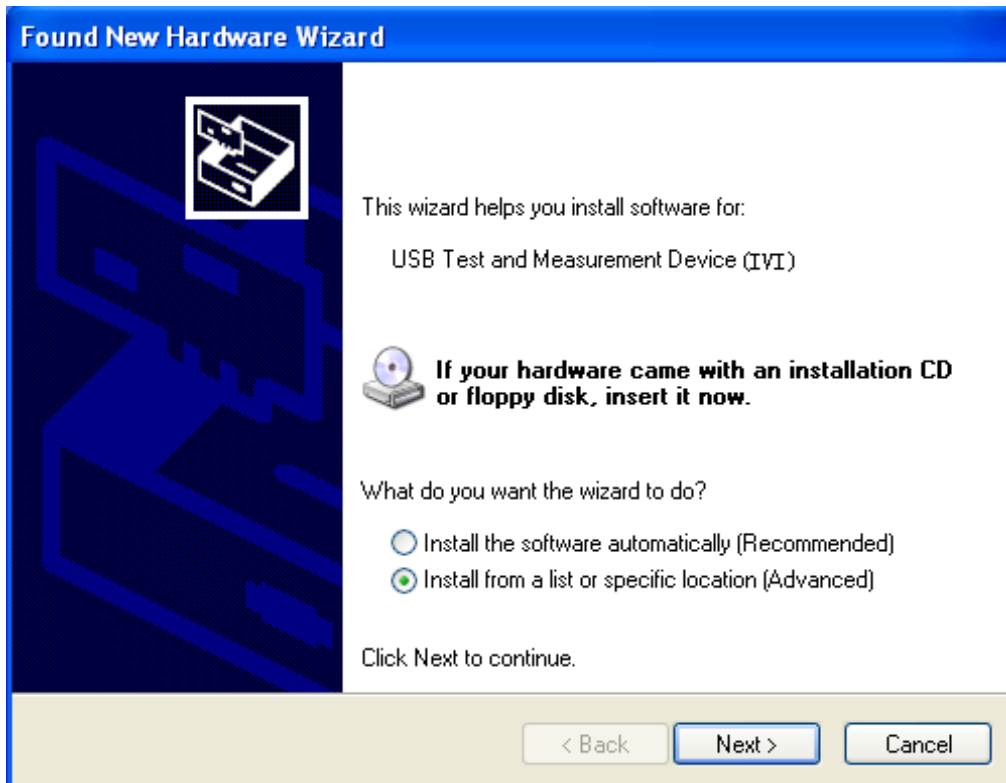 Found New Hardware Wizard
This wizard helps you install software for:
USB Test and Measurement Device (IVI)
If your hardware came with an installation CD
or floppy disk, insert it now.
What do you want the wizard to do?
Install the software automatically (Recommended)
Install from a list or specific location (Advanced)
Click Next to continue.
< Back
Next >
Cancel